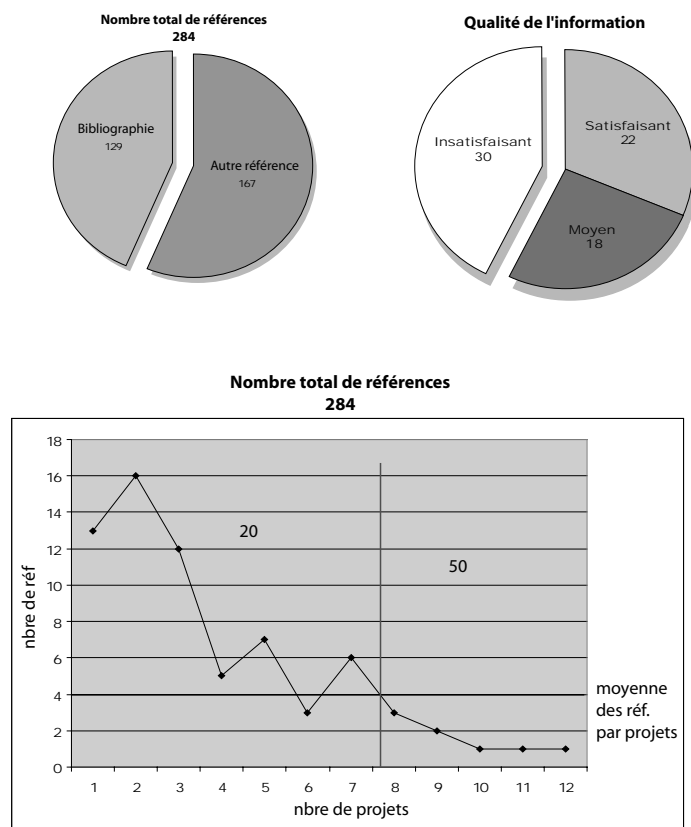 Nombre total de références
284
Bibliographie
129
Autre référence
167
Qualité de l'information
Insatisfaisant
30
Satisfaisant
22
Moyen
18
Nombre total de références
284
18
16
14
12
10
8
6
4
2
0
nbre de réf
20
50
moyenne
des réf.
par projets
1 2 3 4 5 6 7 8 9 10 11 12
nbre de projets